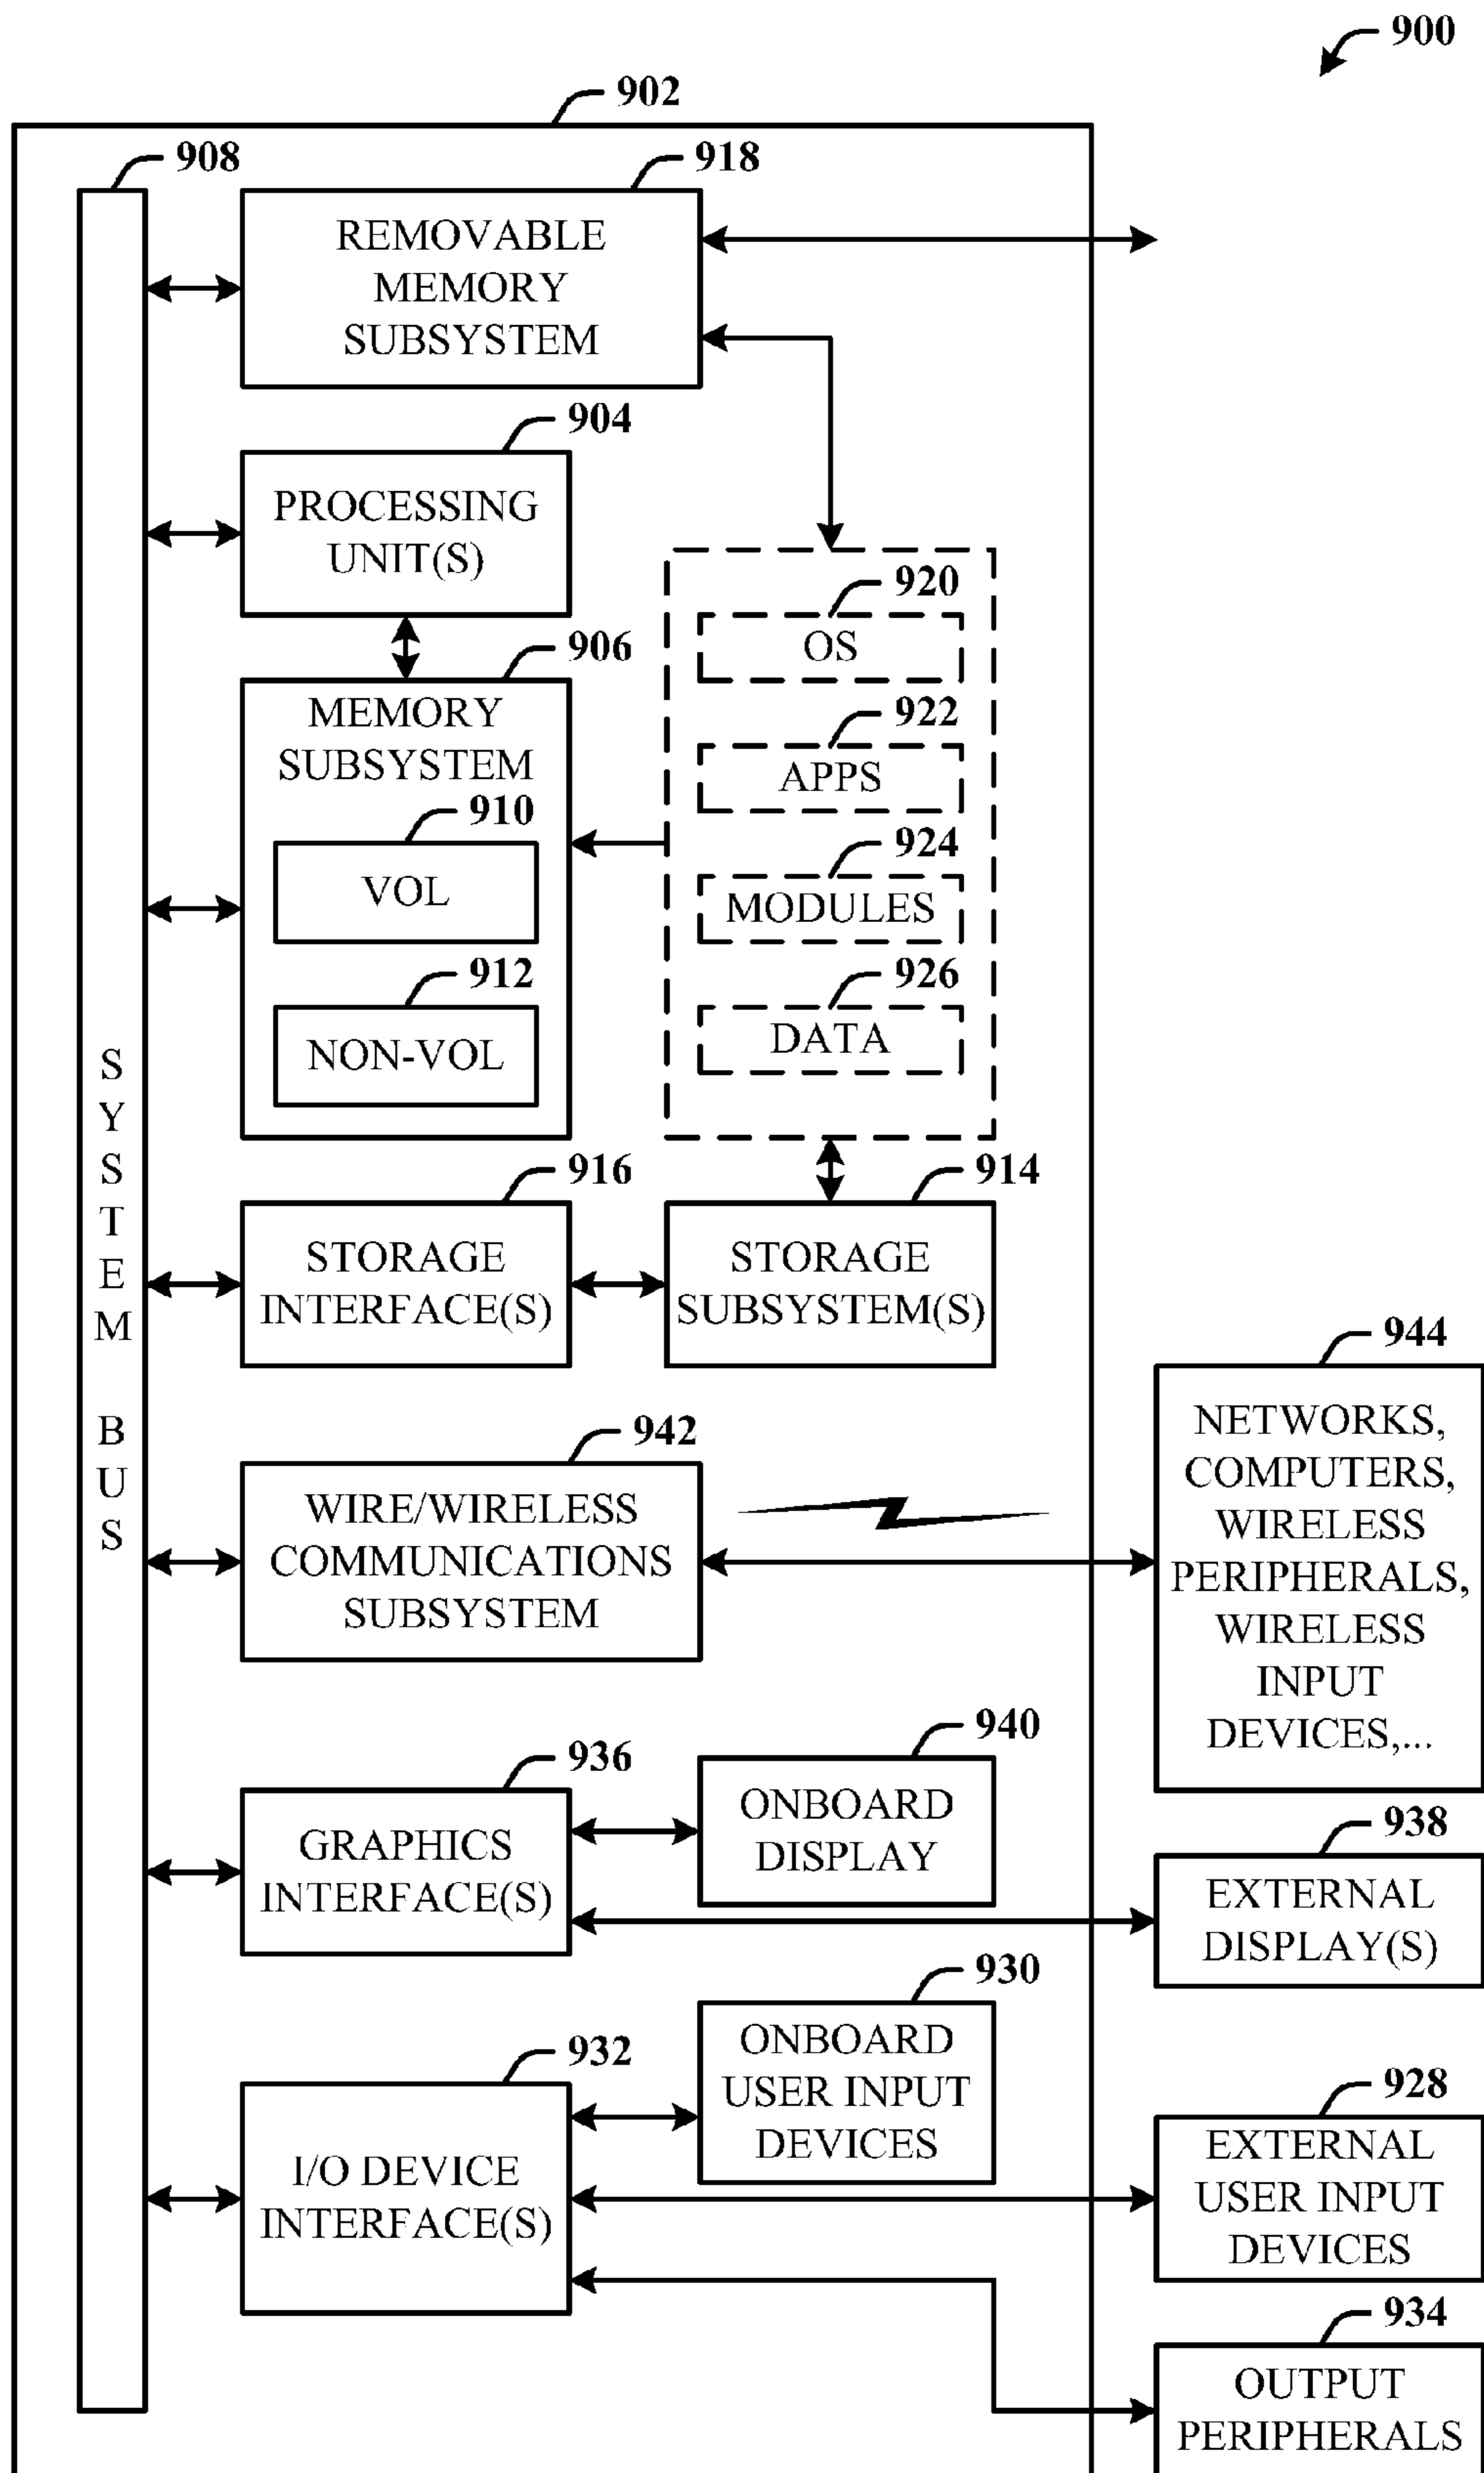 900
902
908
918
REMOVABLE
MEMORY
SUBSYSTEM
904
PROCESSING
UNIT(S)
906
MEMORY
SUBSYSTEM
910
VOL
912
NON-VOL
920
OS
922
APPS
924
MODULES
926
DATA
SYSTEM BUS
916
STORAGE
INTERFACE(S)
914
STORAGE
SUBSYSTEM(S)
942
WIRE/WIRELESS
COMMUNICATIONS
SUBSYSTEM
944
NETWORKS,
COMPUTERS,
WIRELESS
PERIPHERALS,
WIRELESS
INPUT
DEVICES,...
936
GRAPHICS
INTERFACE(S)
940
ONBOARD
DISPLAY
938
EXTERNAL
DISPLAY(S)
932
I/O DEVICE
INTERFACE(S)
930
ONBOARD
USER INPUT
DEVICES
928
EXTERNAL
USER INPUT
DEVICES
934
OUTPUT
PERIPHERALS